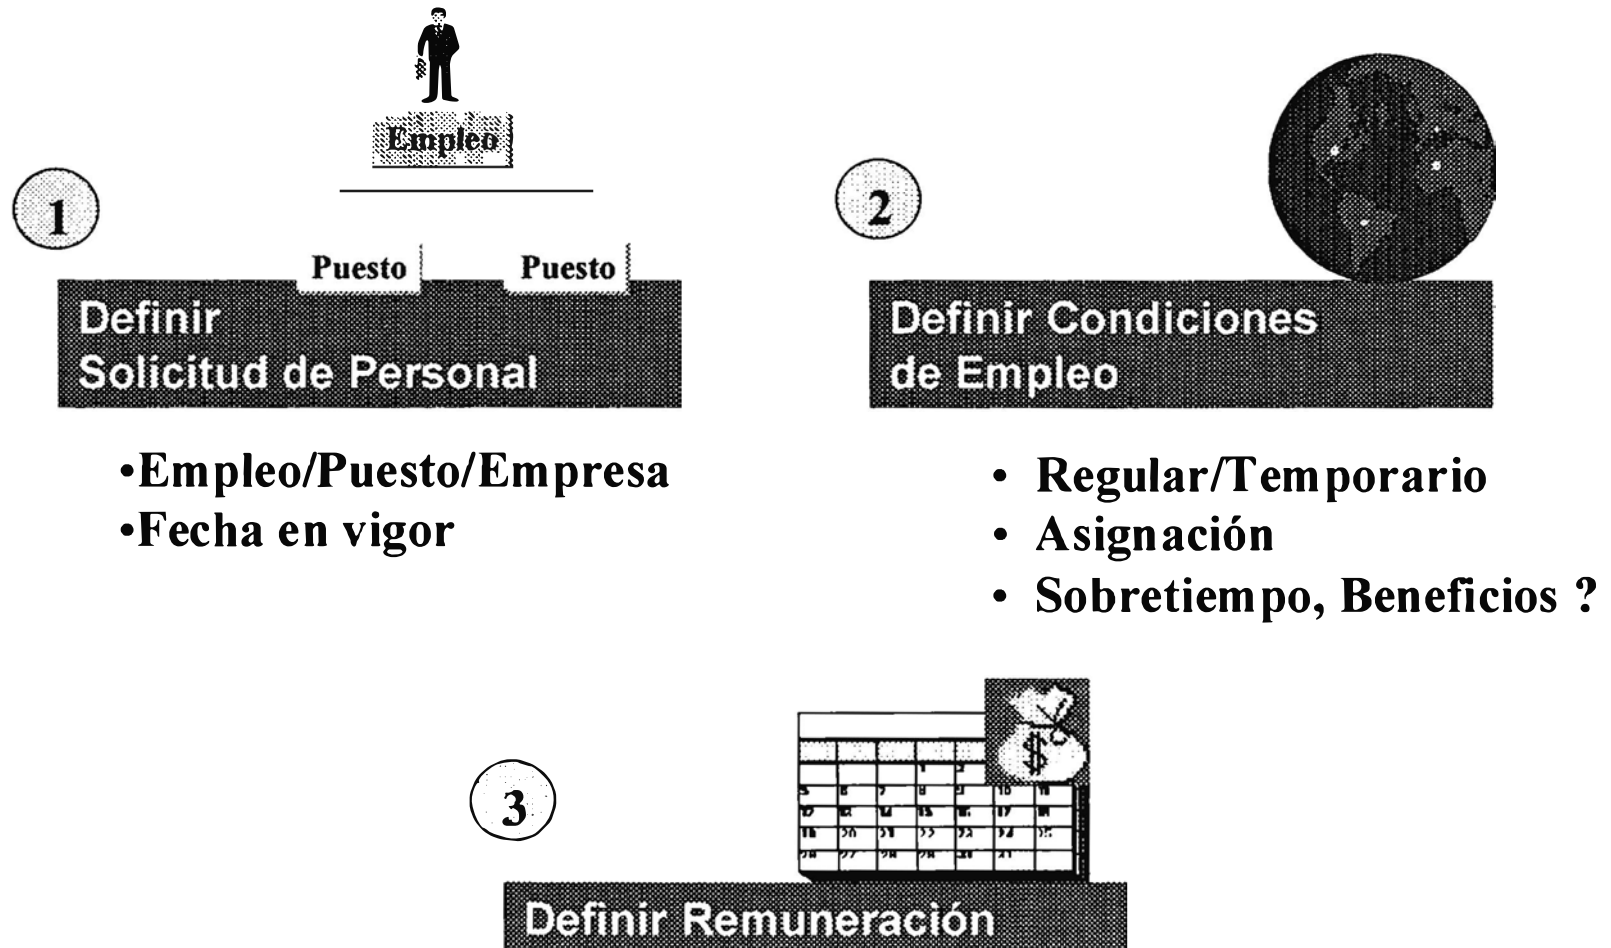 Empleo
1
Puesto
Puesto
Definir
Solicitud de Personal
•Empleo/Puesto/Empresa
•Fecha en vigor
2
Definir Condiciones
de Empleo
• Regular/Temporario
• Asignación
• Sobretiempo, Beneficios ?
3
$
Definir Remuneración